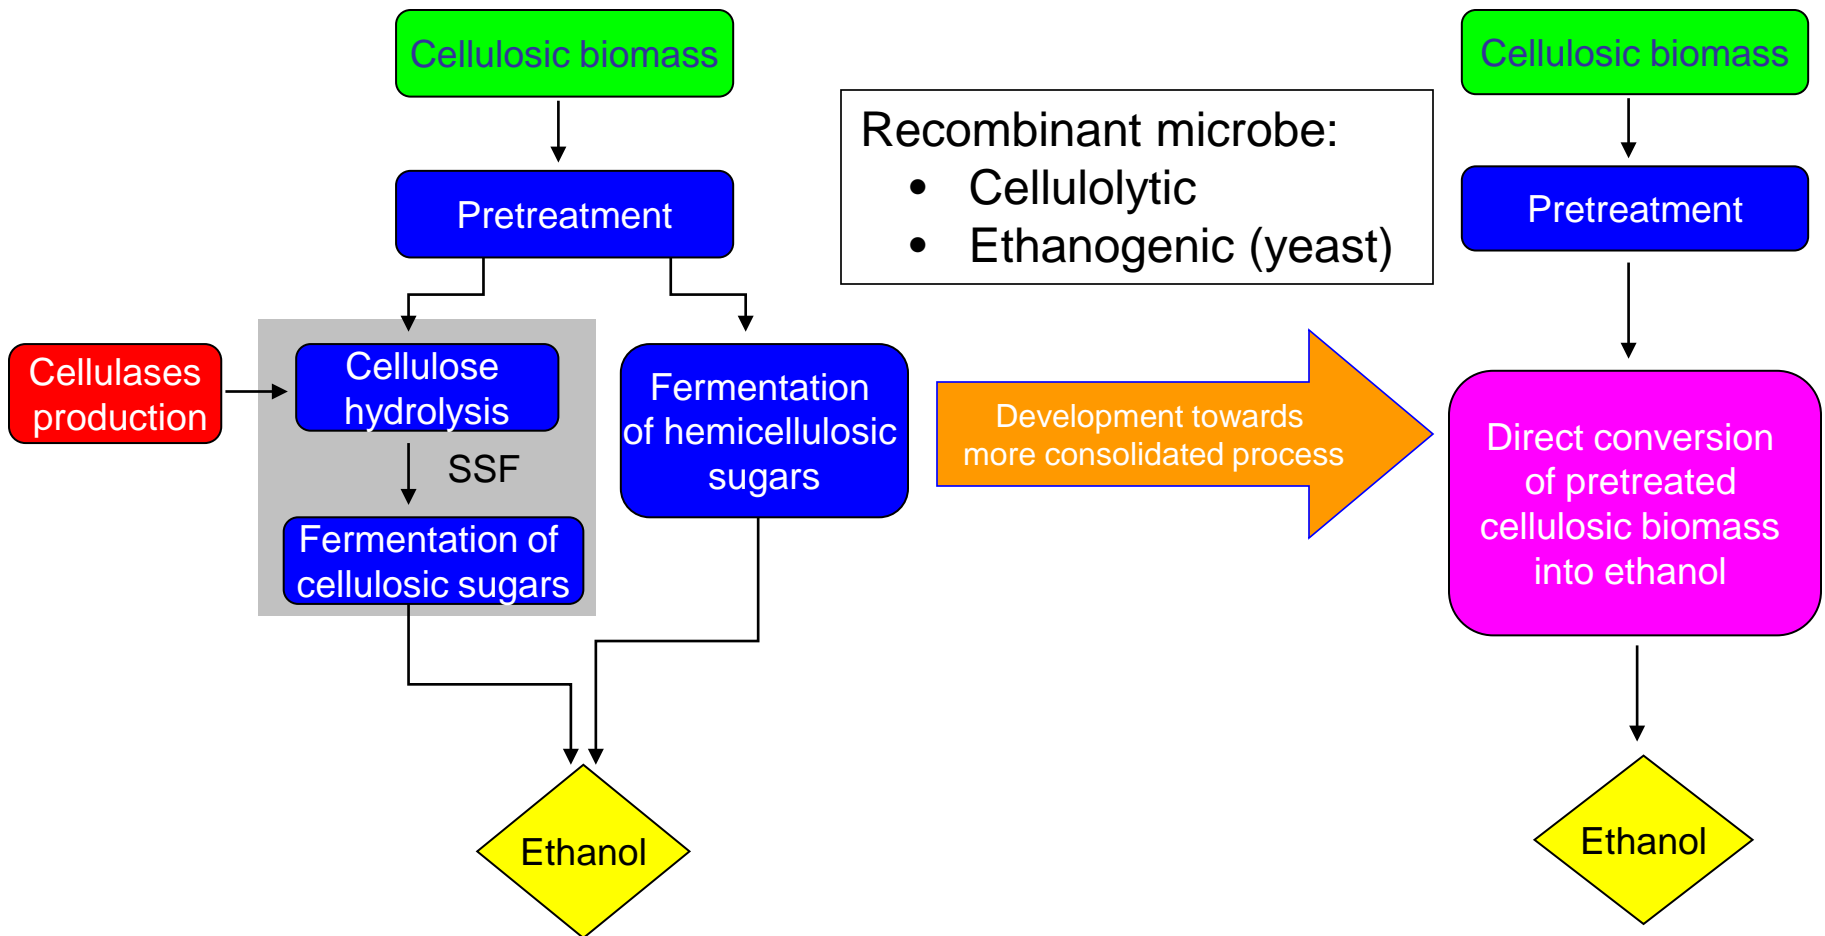 Cellulosic biomass
Pretreatment
Cellulases
production
Cellulose
hydrolysis
SSF
Fermentation of
cellulosic sugars
Fermentation
of hemicellulosic
sugars
Ethanol
Recombinant microbe:
• Cellulolytic
• Ethanogenic (yeast)
Development towards
more consolidated process
Cellulosic biomass
Pretreatment
Direct conversion
of pretreated
cellulosic biomass
into ethanol
Ethanol